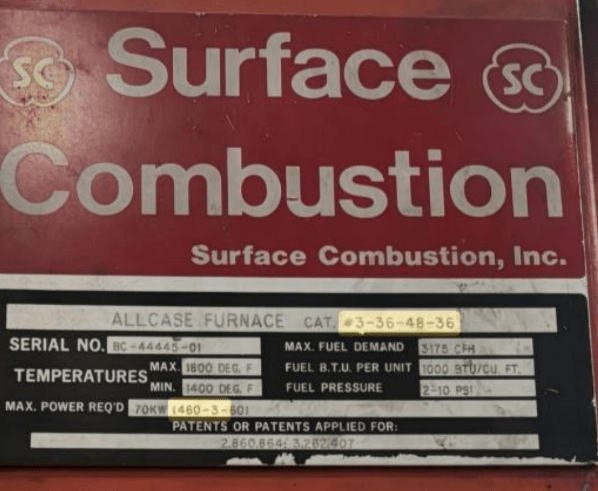 SC Surface SC
Combustion
Surface Combustion, Inc.
ALLCASE FURNACE CAT. #3-36-48-36
SERIAL NO. BC-44445-01 MAX. FUEL DEMAND 3175 CFH
TEMPERATURES MAX. 1800 DEG. F FUEL B.T.U. PER UNIT 1000 BTU/CU. FT.
MIN. 1400 DEG. F FUEL PRESSURE 2-10 PSI
MAX. POWER REQ'D 70KW (460-3-60)
PATENTS OR PATENTS APPLIED FOR:
2,860,864; 3,262,407